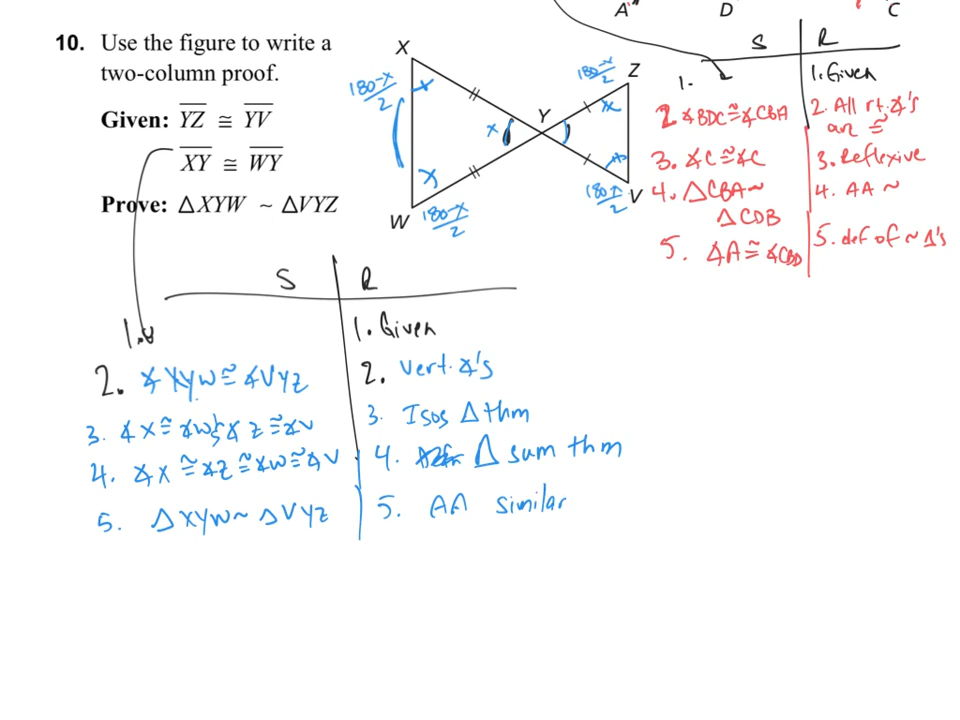 A D C
10. Use the figure to write a
two-column proof.
Given: YZ ≅ YV
XY ≅ WY
Prove: △XYW ~ △VYZ
X
180-x/2
x
Y
Z
180-x/2
x
W
180-x/2
V
180-x/2
S R
1. 1. Given
2 ∡BDC≅∡CBA 2. All rt. ∡'s
are ≅
3. ∡C≅∡C 3. Reflexive
4. △CBA~ 4. AA ~
△CDB
5. ∡A≅∡CBD 5. def of ~ △'s
S R
1. 1. Given
2. ∡XYW≅∡VYZ 2. Vert. ∡'s
3. ∡X≅∡W & ∡Z≅∡V 3. Isos △ thm
4. ∡X≅∡Z≅∡W≅∡V 4. △ sum thm
5. △XYW~△VYZ 5. AA similar